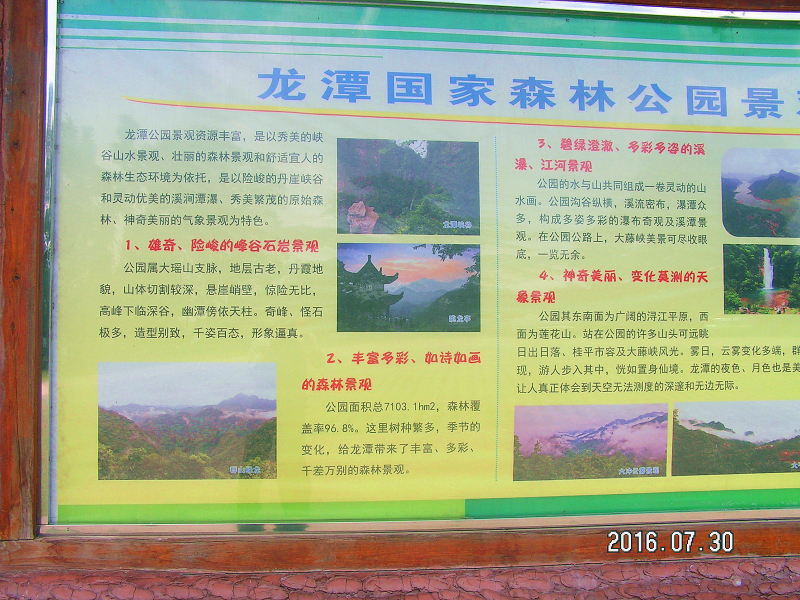 龙潭国家森林公园景
龙潭公园景观资源丰富，是以秀美的峡
谷山水景观、壮丽的森林景观和舒适宜人的
森林生态环境为依托，是以险峻的丹崖峡谷
和灵动优美的溪涧潭瀑、秀美繁茂的原始森
林、神奇美丽的气象景观为特色。
1、雄奇、险峻的峰谷石岩景观
公园属大瑶山支脉，地层古老，丹霞地
貌，山体切割较深，悬崖峭壁，惊险无比，
高峰下临深谷，幽潭傍依天柱。奇峰、怪石
极多，造型别致，千姿百态，形象逼真。
2、丰富多彩、如诗如画
的森林景观
公园面积总7103.1hm2，森林覆
盖率96.8%。这里树种繁多，季节的
变化，给龙潭带来了丰富、多彩、
千差万别的森林景观。
3、碧绿澄澈、多彩多姿的溪
瀑、江河景观
公园的水与山共同组成一卷灵动的山
水画。公园沟谷纵横，溪流密布，瀑潭众
多，构成多姿多彩的瀑布奇观及溪潭景
观。在公园公路上，大藤峡美景可尽收眼
底，一览无余。
4、神奇美丽、变化莫测的天
象景观
公园其东南面为广阔的浔江平原，西
面为莲花山。站在公园的许多山头可远眺
日出日落、桂平市容及大藤峡风光。雾日，云雾变化多端，群
现，游人步入其中，恍如置身仙境。龙潭的夜色、月色也是美
让人真正体会到天空无法测度的深邃和无边无际。
2016.07.30